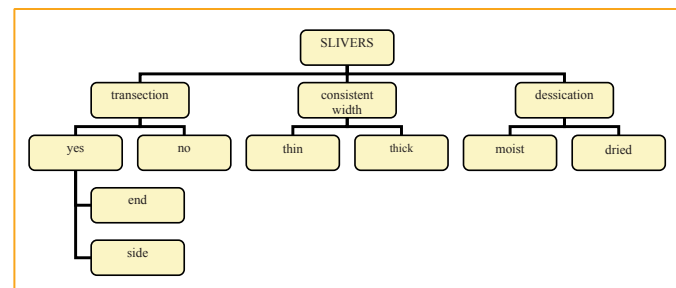 SLIVERS
transection
consistent
width
dessication
yes
no
thin
thick
moist
dried
end
side